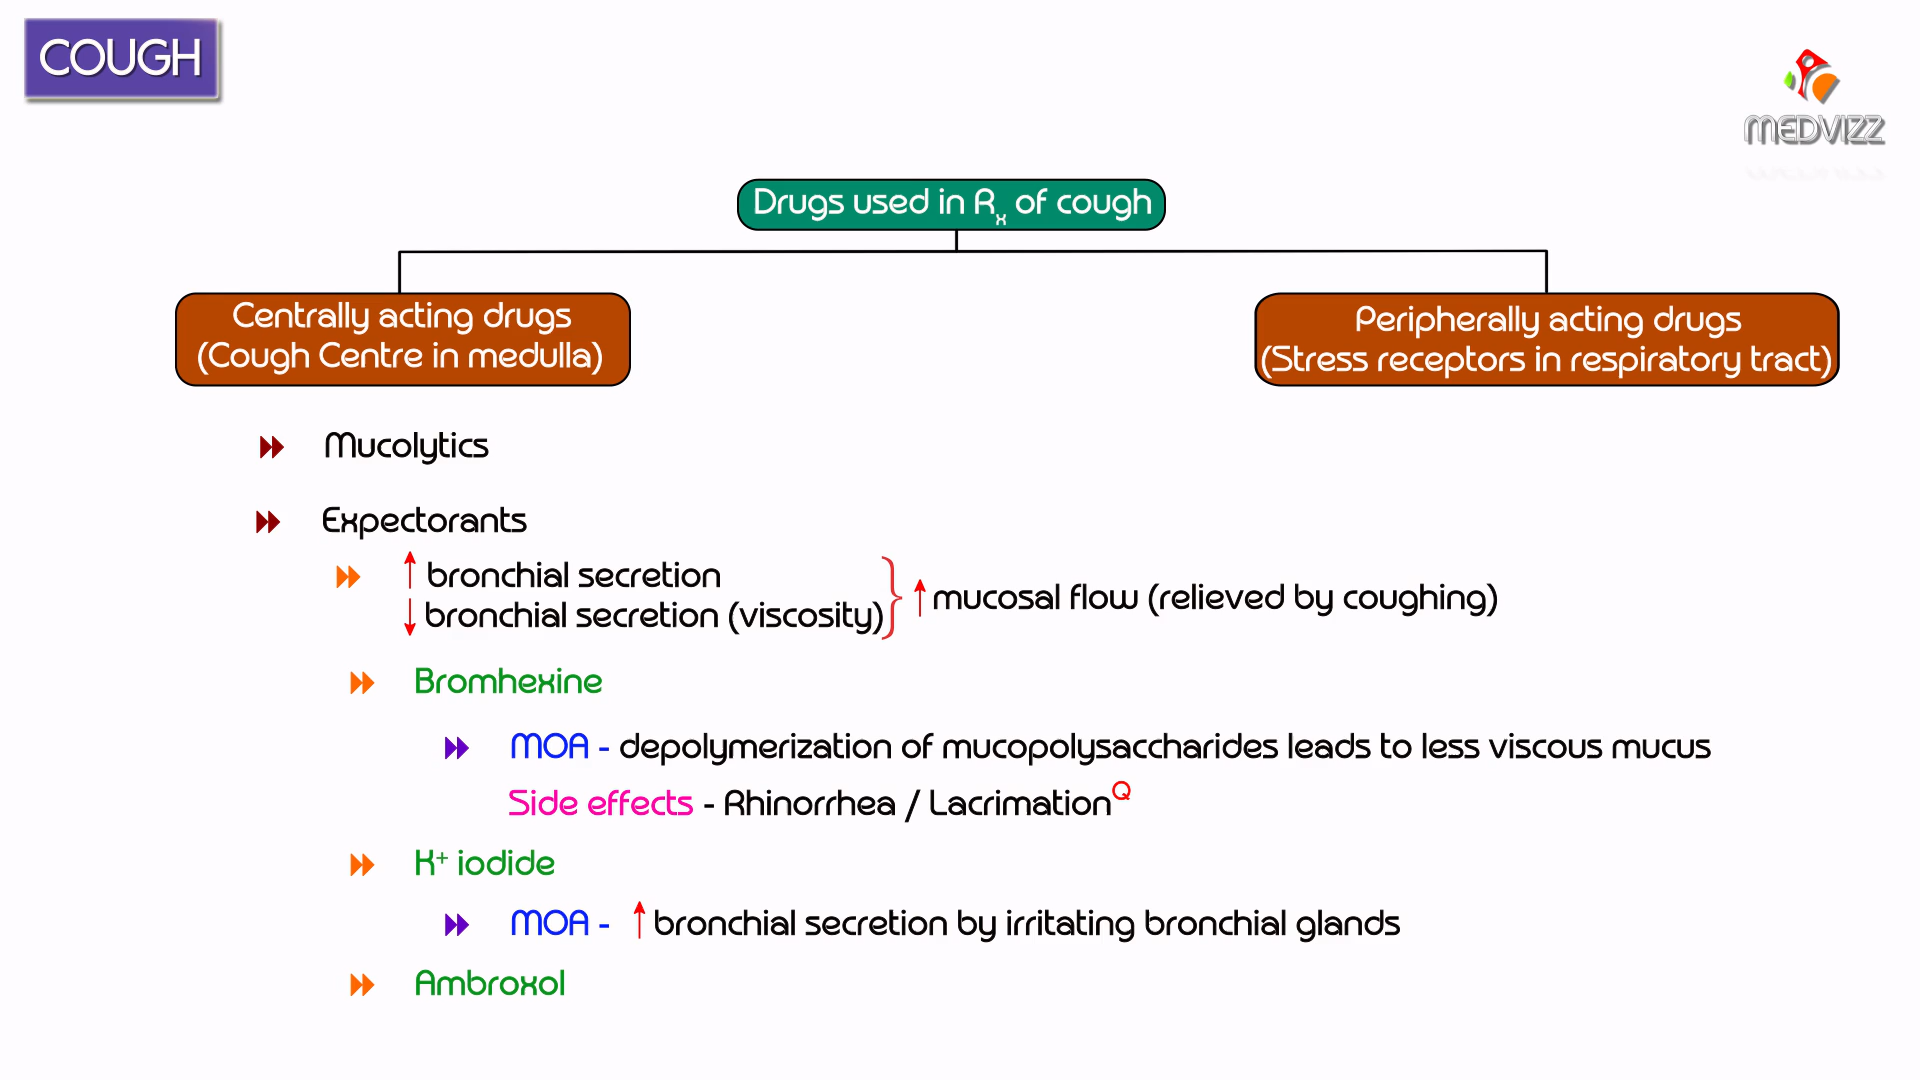 COUGH
MEDVIZZ
Drugs used in Rx of cough
Centrally acting drugs
(Cough Centre in medulla)
Peripherally acting drugs
(Stress receptors in respiratory tract)
Mucolytics
Expectorants
↑ bronchial secretion
↓ bronchial secretion (viscosity)
↑ mucosal flow (relieved by coughing)
Bromhexine
MOA - depolymerization of mucopolysaccharides leads to less viscous mucus
Side effects - Rhinorrhea / Lacrimation^Q
K⁺ iodide
MOA - ↑ bronchial secretion by irritating bronchial glands
Ambroxol